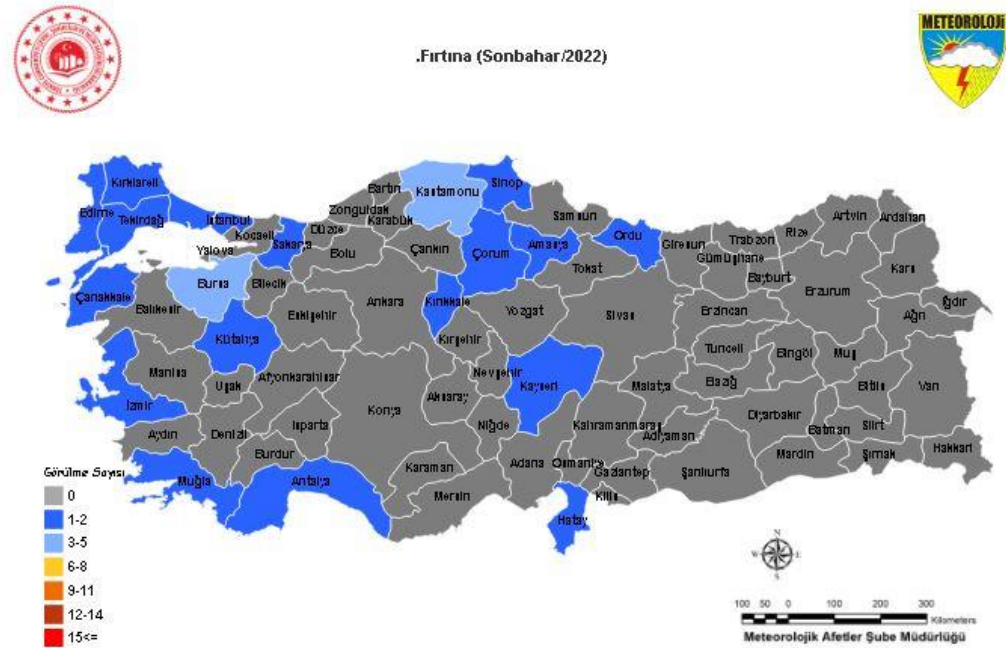 METEOROLOJİ
.Fırtına (Sonbahar/2022)
Kırklareli
Edirne
Tekirdağ
İstanbul
Kocaeli
Yalova
Sakarya
Düzce
Zonguldak
Bartın
Karabük
Kastamonu
Sinop
Samsun
Ordu
Giresun
Trabzon
Rize
Artvin
Ardahan
Bolu
Çankırı
Çorum
Amasya
Tokat
Gümüşhane
Bayburt
Kars
Iğdır
Çanakkale
Balıkesir
Bursa
Bilecik
Eskişehir
Ankara
Kırıkkale
Yozgat
Sivas
Erzincan
Erzurum
Ağrı
Kütahya
Kırşehir
Tunceli
Bingöl
Muş
Manisa
Uşak
Afyonkarahisar
Nevşehir
Kayseri
Malatya
Elazığ
Bitlis
Van
İzmir
Konya
Aksaray
Aydın
Denizli
Isparta
Niğde
Kahramanmaraş
Adıyaman
Diyarbakır
Batman
Siirt
Burdur
Karaman
Adana
Osmaniye
Gaziantep
Şanlıurfa
Mardin
Şırnak
Hakkari
Muğla
Antalya
Mersin
Kilis
Hatay
Görülme Sayısı
0
1-2
3-5
6-8
9-11
12-14
15<=
N
W E
S
100 50 0 100 200 300
Kilometers
Meteorolojik Afetler Şube Müdürlüğü